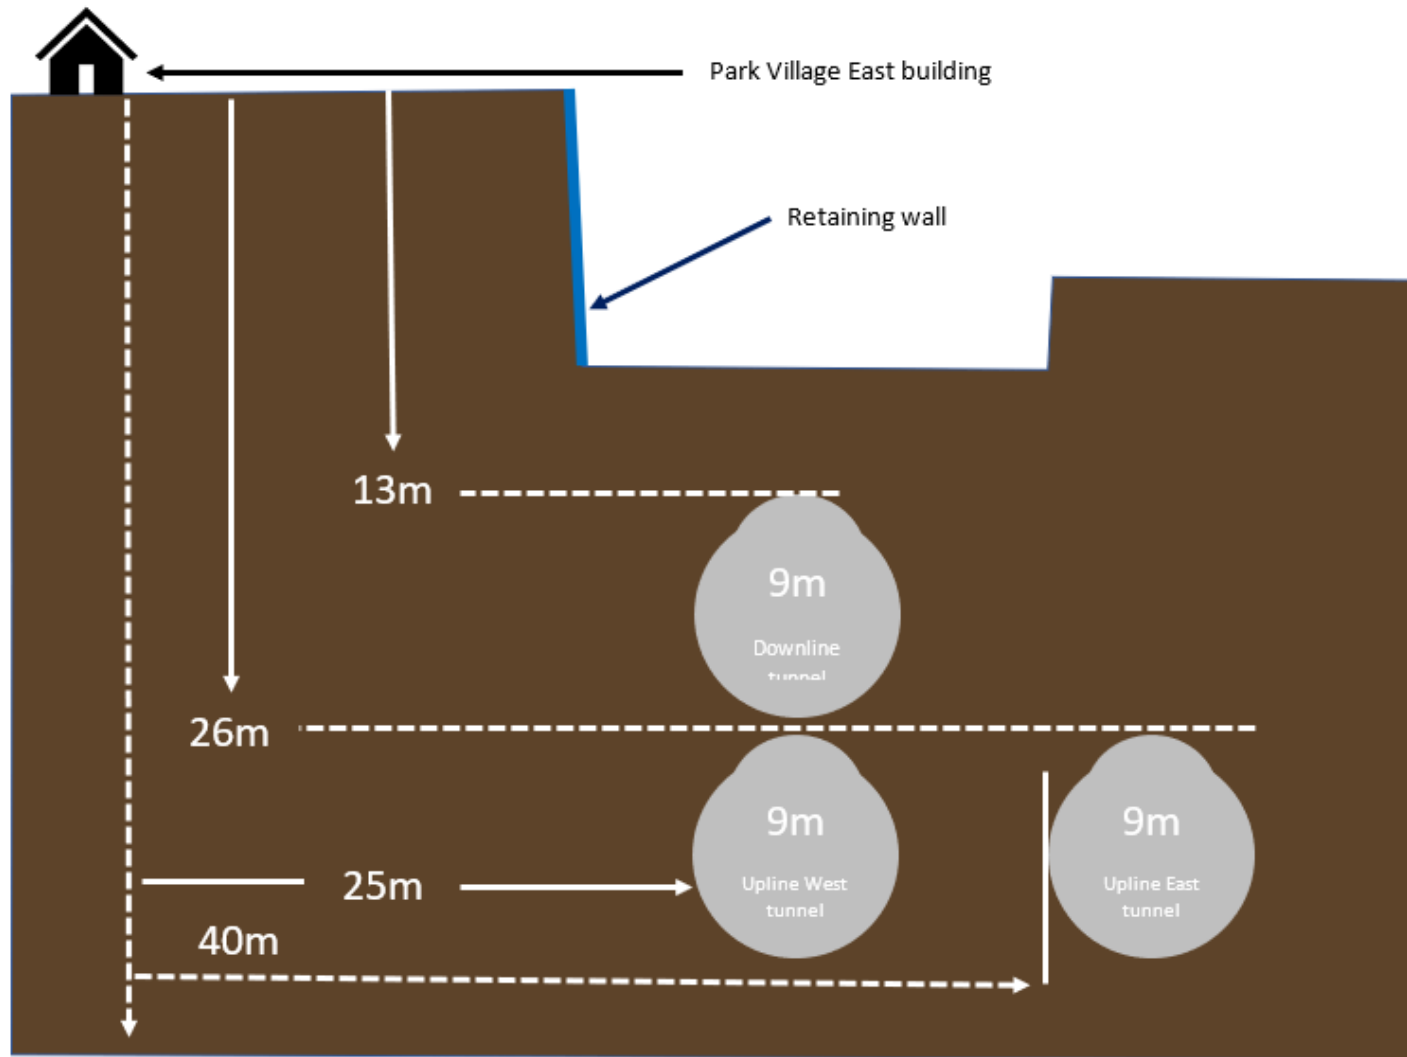 Park Village East building
Retaining wall
13m
9m
Downline
tunnel
26m
9m
Upline West
tunnel
9m
Upline East
tunnel
25m
40m